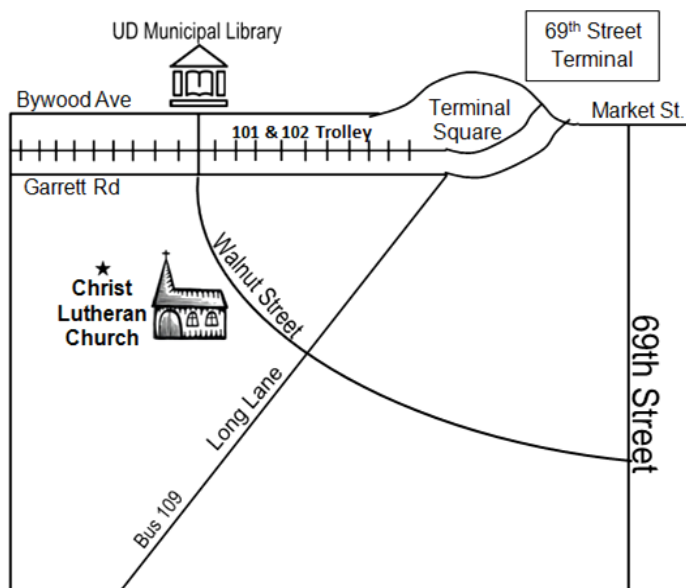 UD Municipal Library
69th Street
Terminal
Bywood Ave
Terminal
Square
Market St.
101 & 102 Trolley
Garrett Rd
Walnut Street
Christ
Lutheran
Church
69th Street
Long Lane
Bus 109